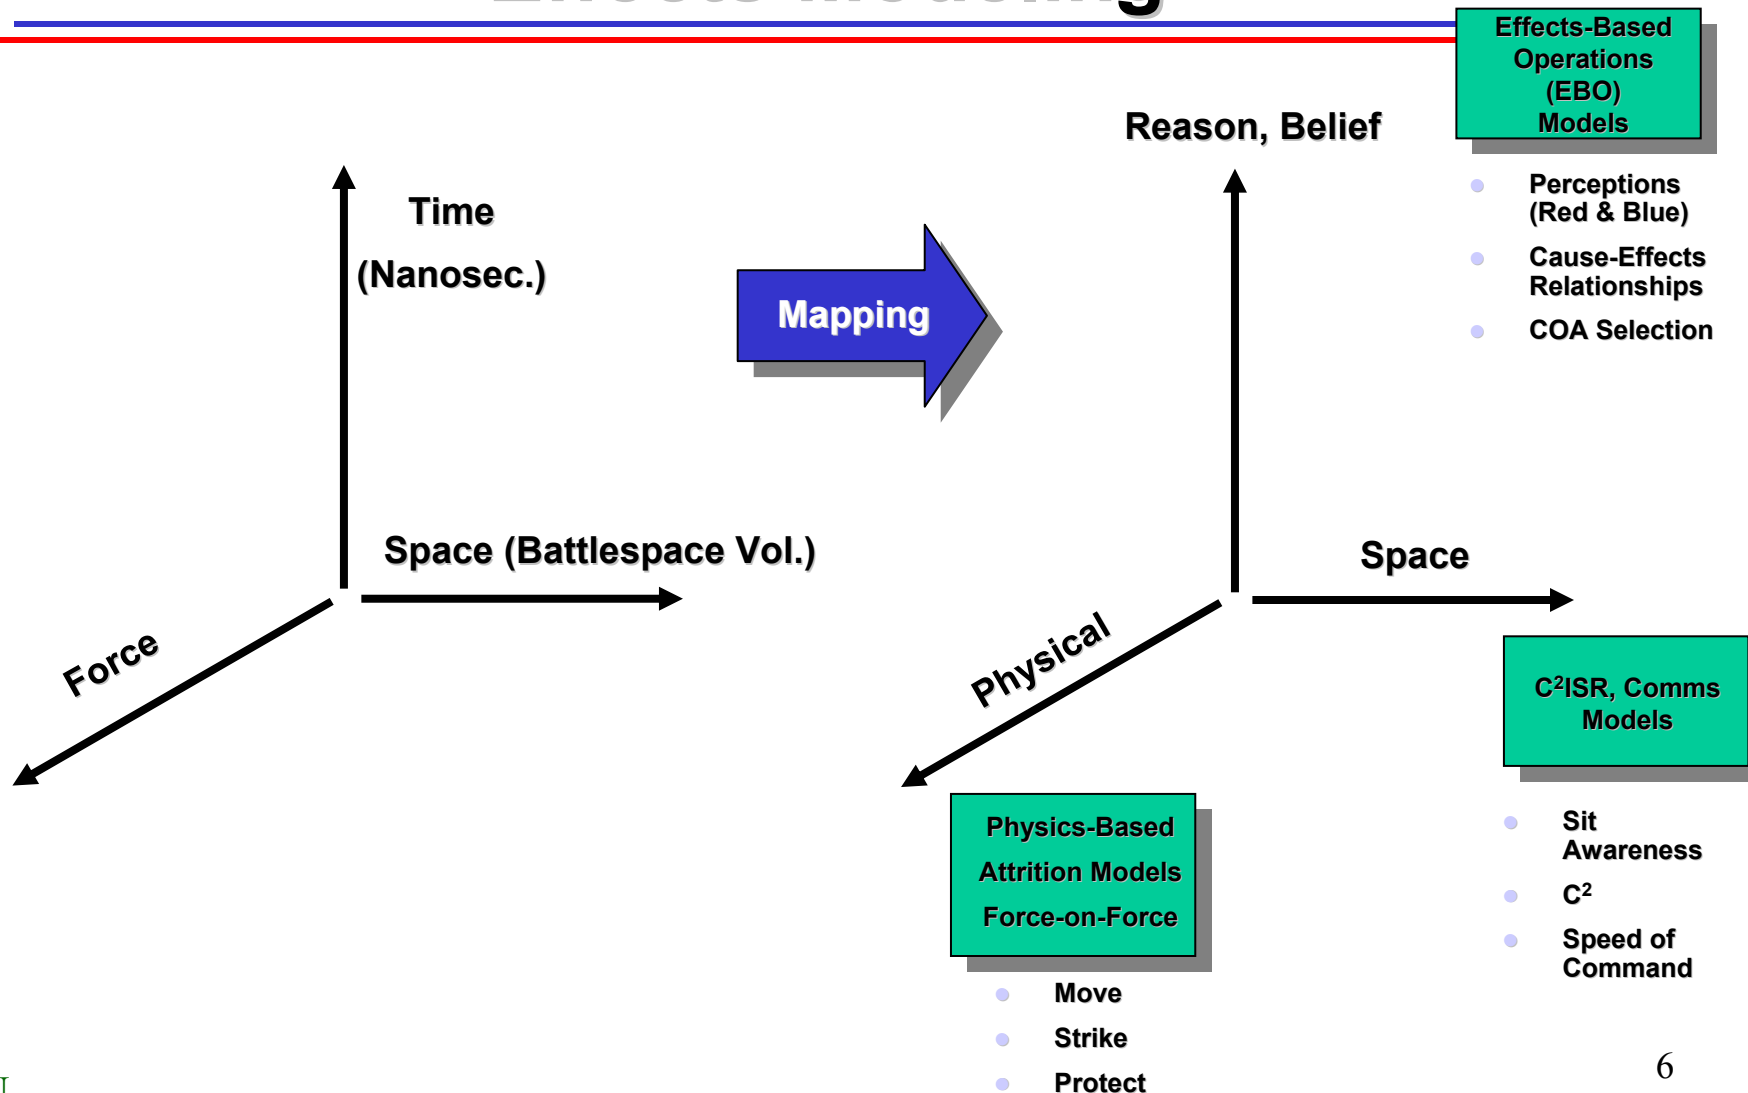 Effects Modeling
Effects-Based
Operations
(EBO)
Models
Reason, Belief
Perceptions
(Red & Blue)
Cause-Effects
Relationships
COA Selection
Time
(Nanosec.)
Mapping
Space (Battlespace Vol.)
Force
Space
Physical
C²ISR, Comms
Models
Sit
Awareness
C²
Speed of
Command
Physics-Based
Attrition Models
Force-on-Force
Move
Strike
Protect
6